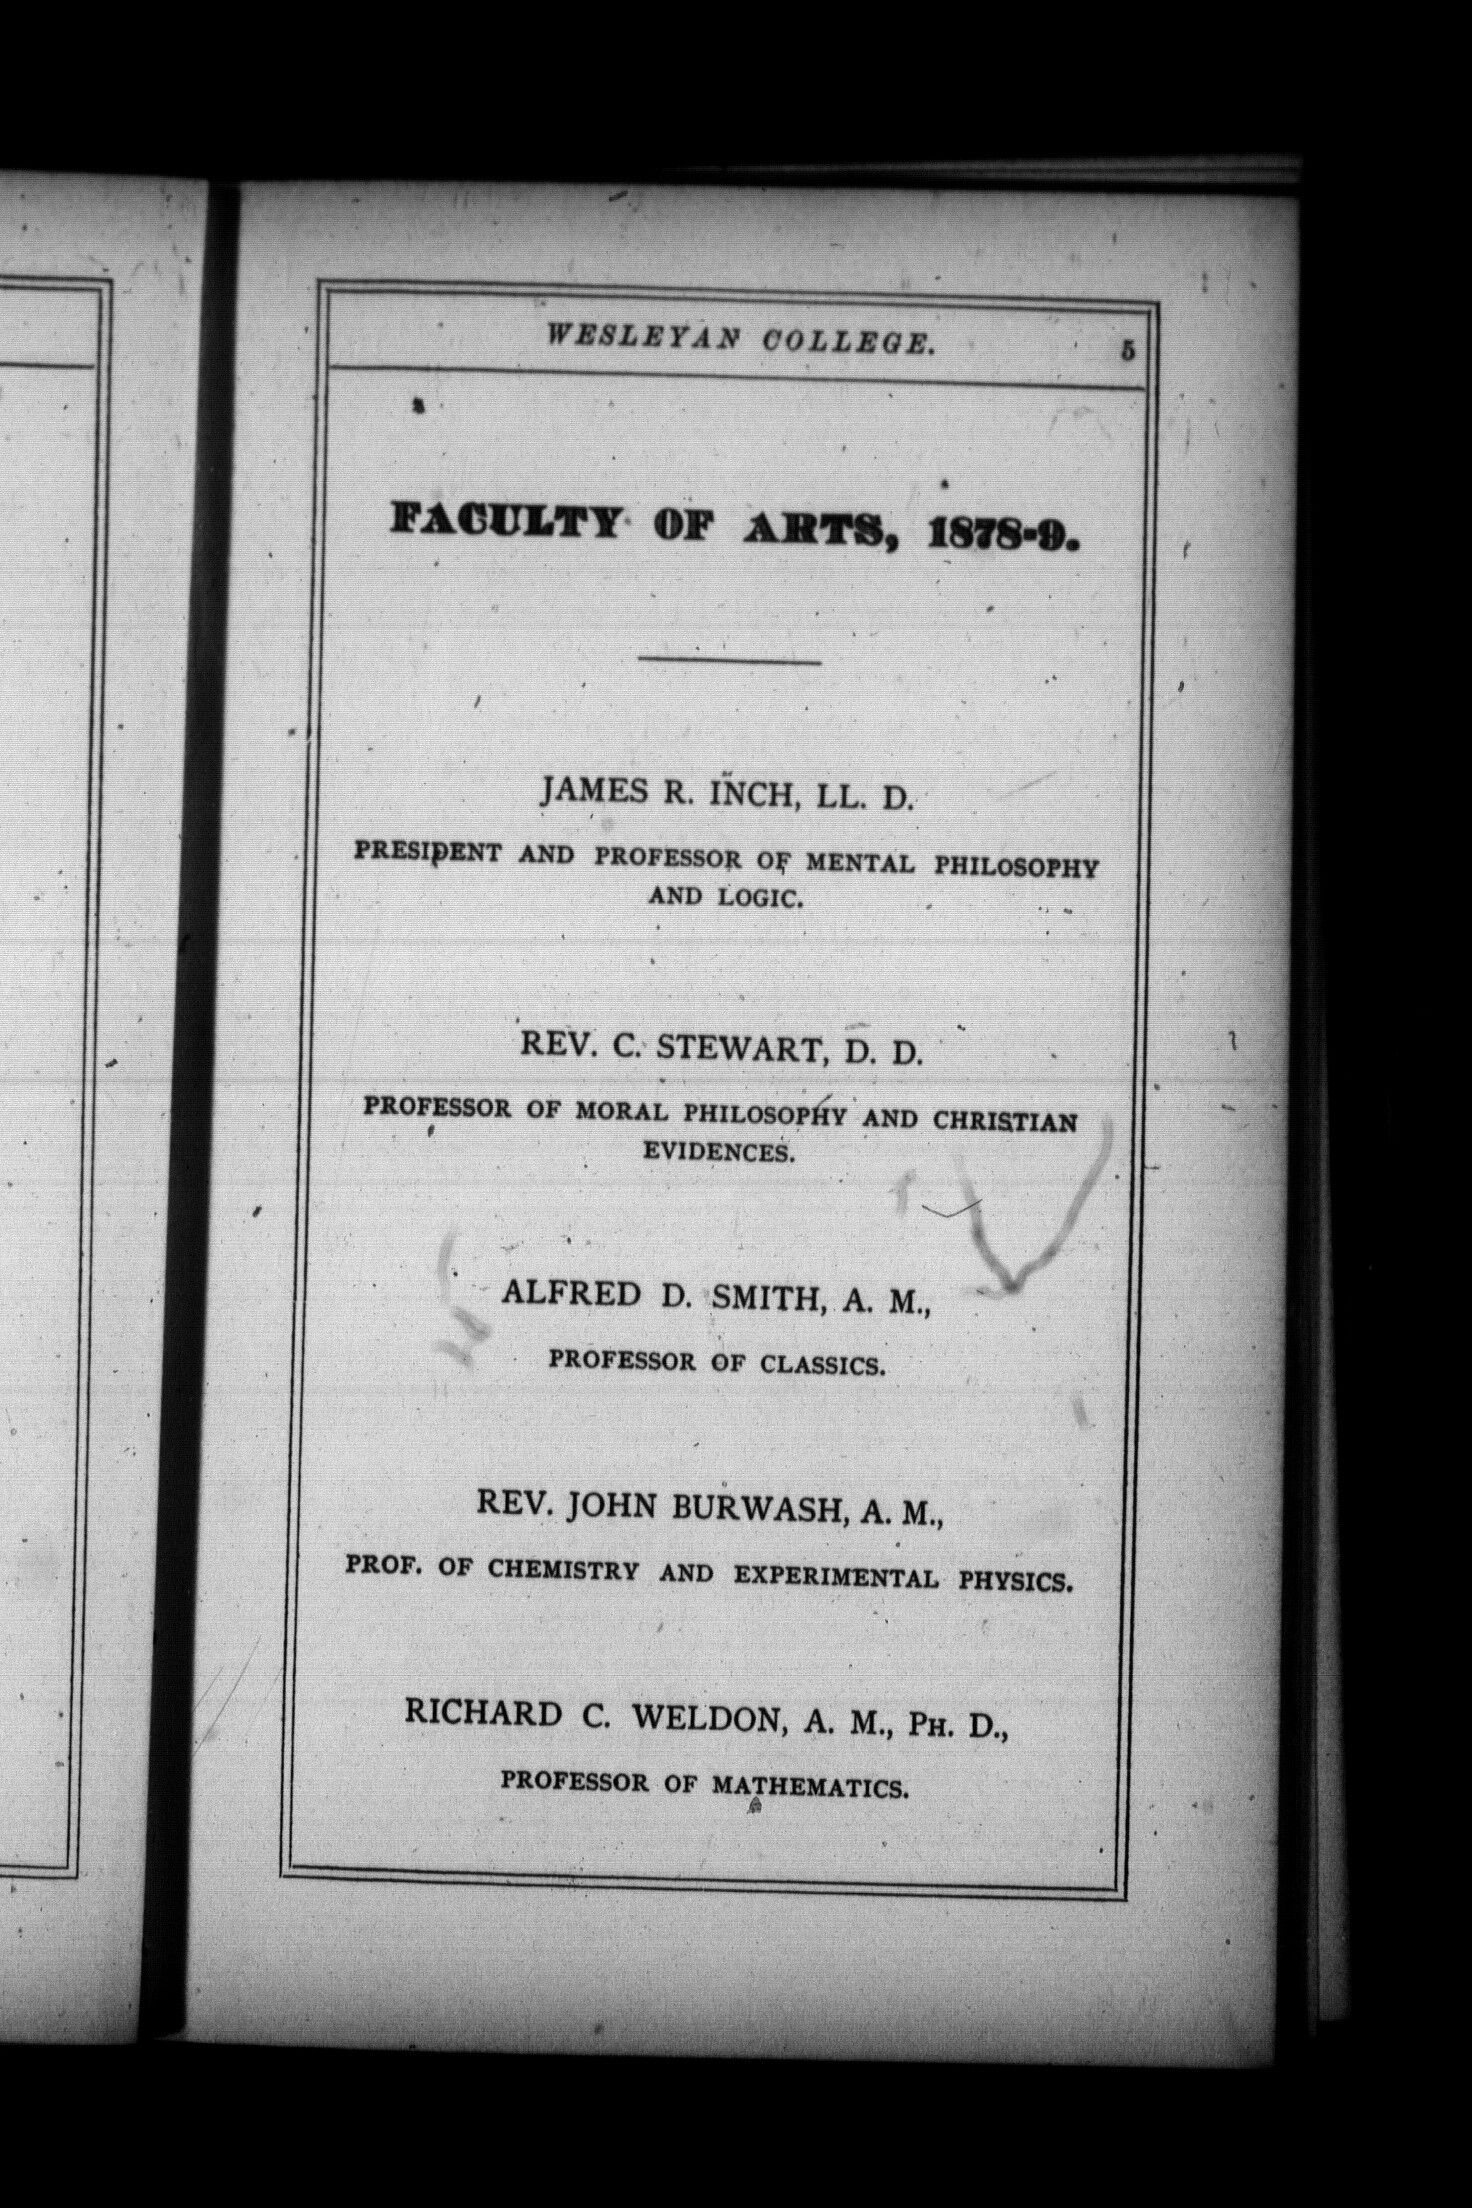 WESLEYAN COLLEGE. 5
FACULTY OF ARTS, 1878-9.
JAMES R. INCH, LL. D.
PRESIDENT AND PROFESSOR OF MENTAL PHILOSOPHY
AND LOGIC.
REV. C. STEWART, D. D.
PROFESSOR OF MORAL PHILOSOPHY AND CHRISTIAN
EVIDENCES.
ALFRED D. SMITH, A. M.,
PROFESSOR OF CLASSICS.
REV. JOHN BURWASH, A. M.,
PROF. OF CHEMISTRY AND EXPERIMENTAL PHYSICS.
RICHARD C. WELDON, A. M., PH. D.,
PROFESSOR OF MATHEMATICS.